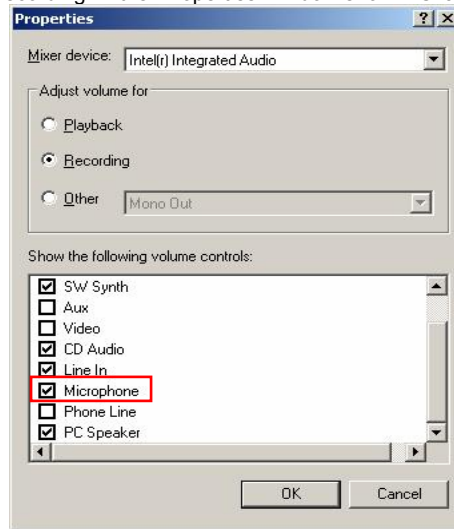 Properties
Mixer device: Intel(r) Integrated Audio
Adjust volume for
Playback
Recording
Other Mono Out
Show the following volume controls:
SW Synth
Aux
Video
CD Audio
Line In
Microphone
Phone Line
PC Speaker
OK Cancel